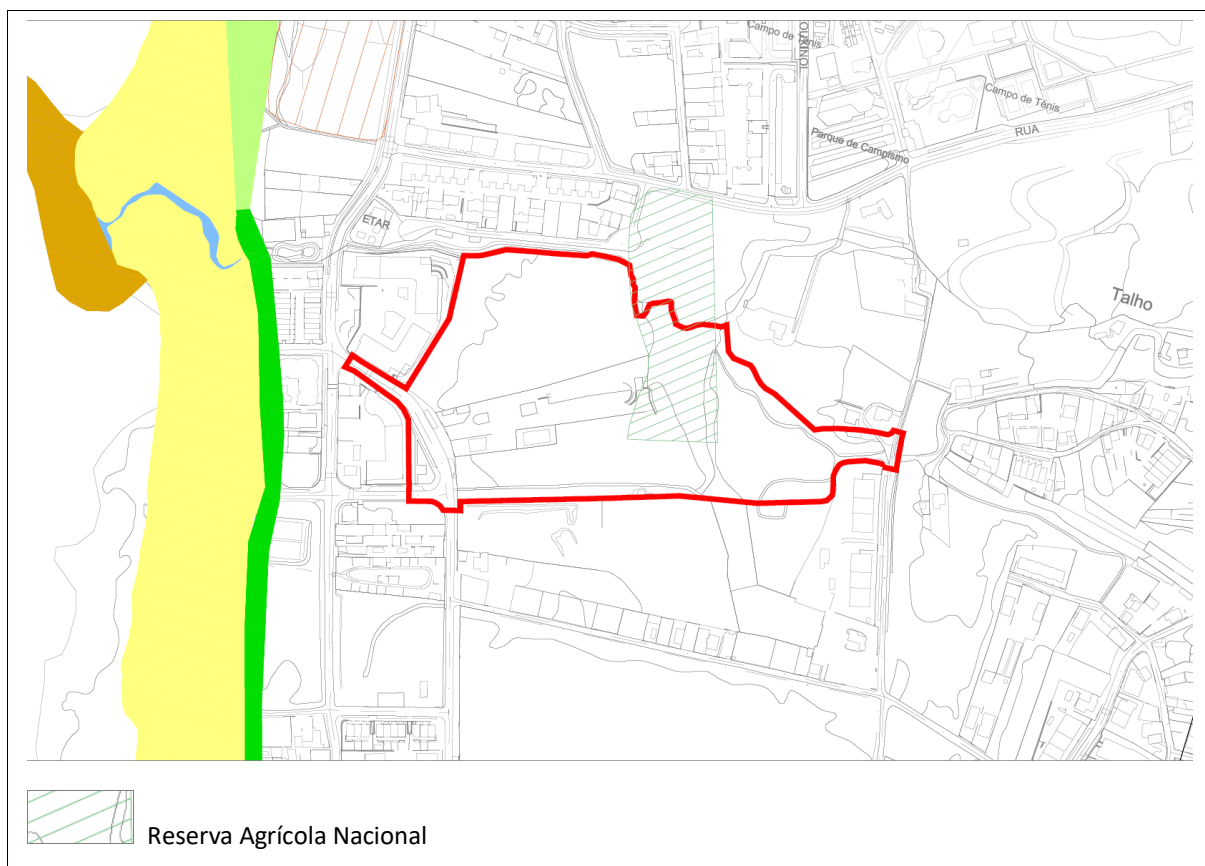 Campo de Ténis
Campo de Ténis
RUA
Parque de Campismo
ETAR
Talho
Reserva Agrícola Nacional